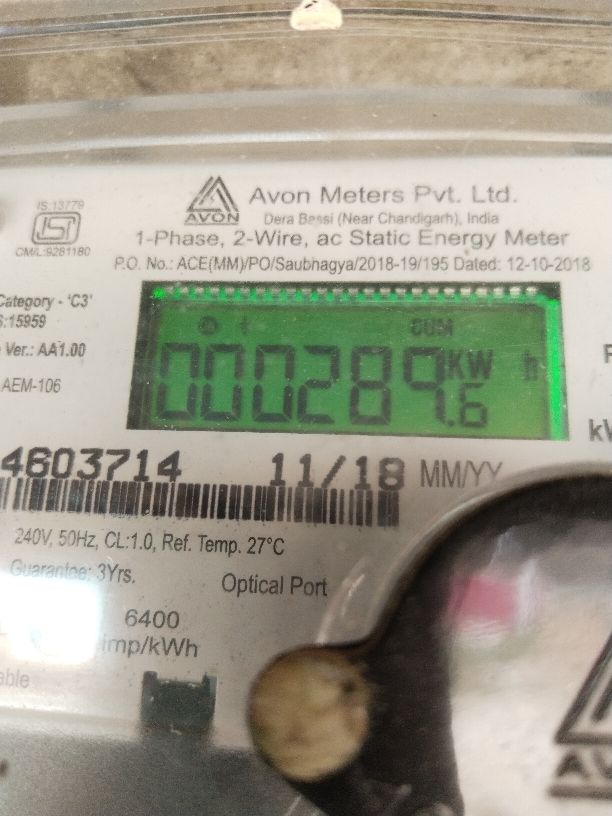 IS:13779
CM/L:9281180
AVON
Avon Meters Pvt. Ltd.
Dera Bassi (Near Chandigarh), India
1-Phase, 2-Wire, ac Static Energy Meter
P.O. No.: ACE(MM)/PO/Saubhagya/2018-19/195 Dated: 12-10-2018
Category - 'C3'
S:15959
Ver.: AA1.00
AEM-106
CUM
000289.6 KW h
4603714
11/18 MM/YY
240V, 50Hz, CL:1.0, Ref. Temp. 27°C
Guarantee: 3Yrs.
Optical Port
6400
imp/kWh